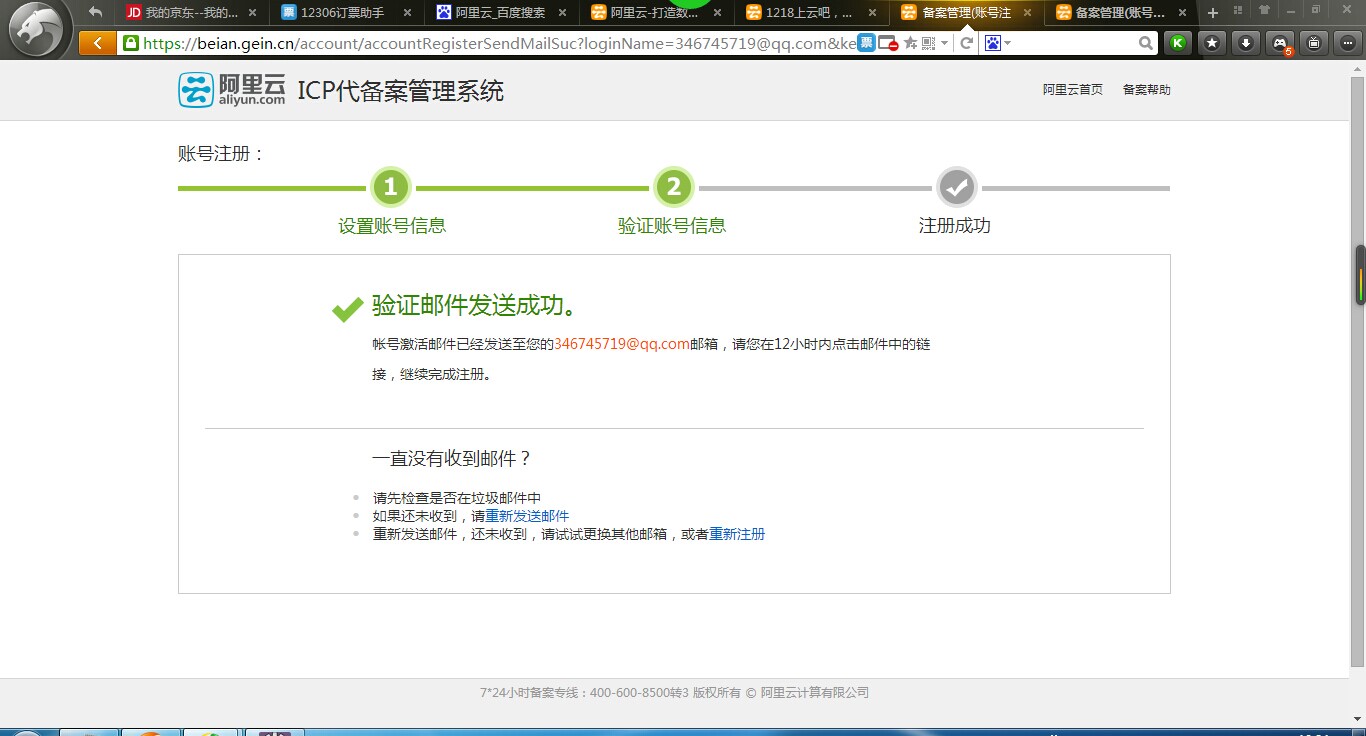 我的京东--我的...
12306订票助手
阿里云_百度搜索
阿里云-打造数...
1218上云吧，...
备案管理(账号注
备案管理(账号...
https://beian.gein.cn/account/accountRegisterSendMailSuc?loginName=346745719@qq.com&ke
票
5
阿里云
aliyun.com
ICP代备案管理系统
阿里云首页
备案帮助
账号注册：
1
2
设置账号信息
验证账号信息
注册成功
验证邮件发送成功。
帐号激活邮件已经发送至您的346745719@qq.com邮箱，请您在12小时内点击邮件中的链
接，继续完成注册。
一直没有收到邮件？
请先检查是否在垃圾邮件中
如果还未收到，请重新发送邮件
重新发送邮件，还未收到，请试试更换其他邮箱，或者重新注册
7*24小时备案专线：400-600-8500转3 版权所有 © 阿里云计算有限公司